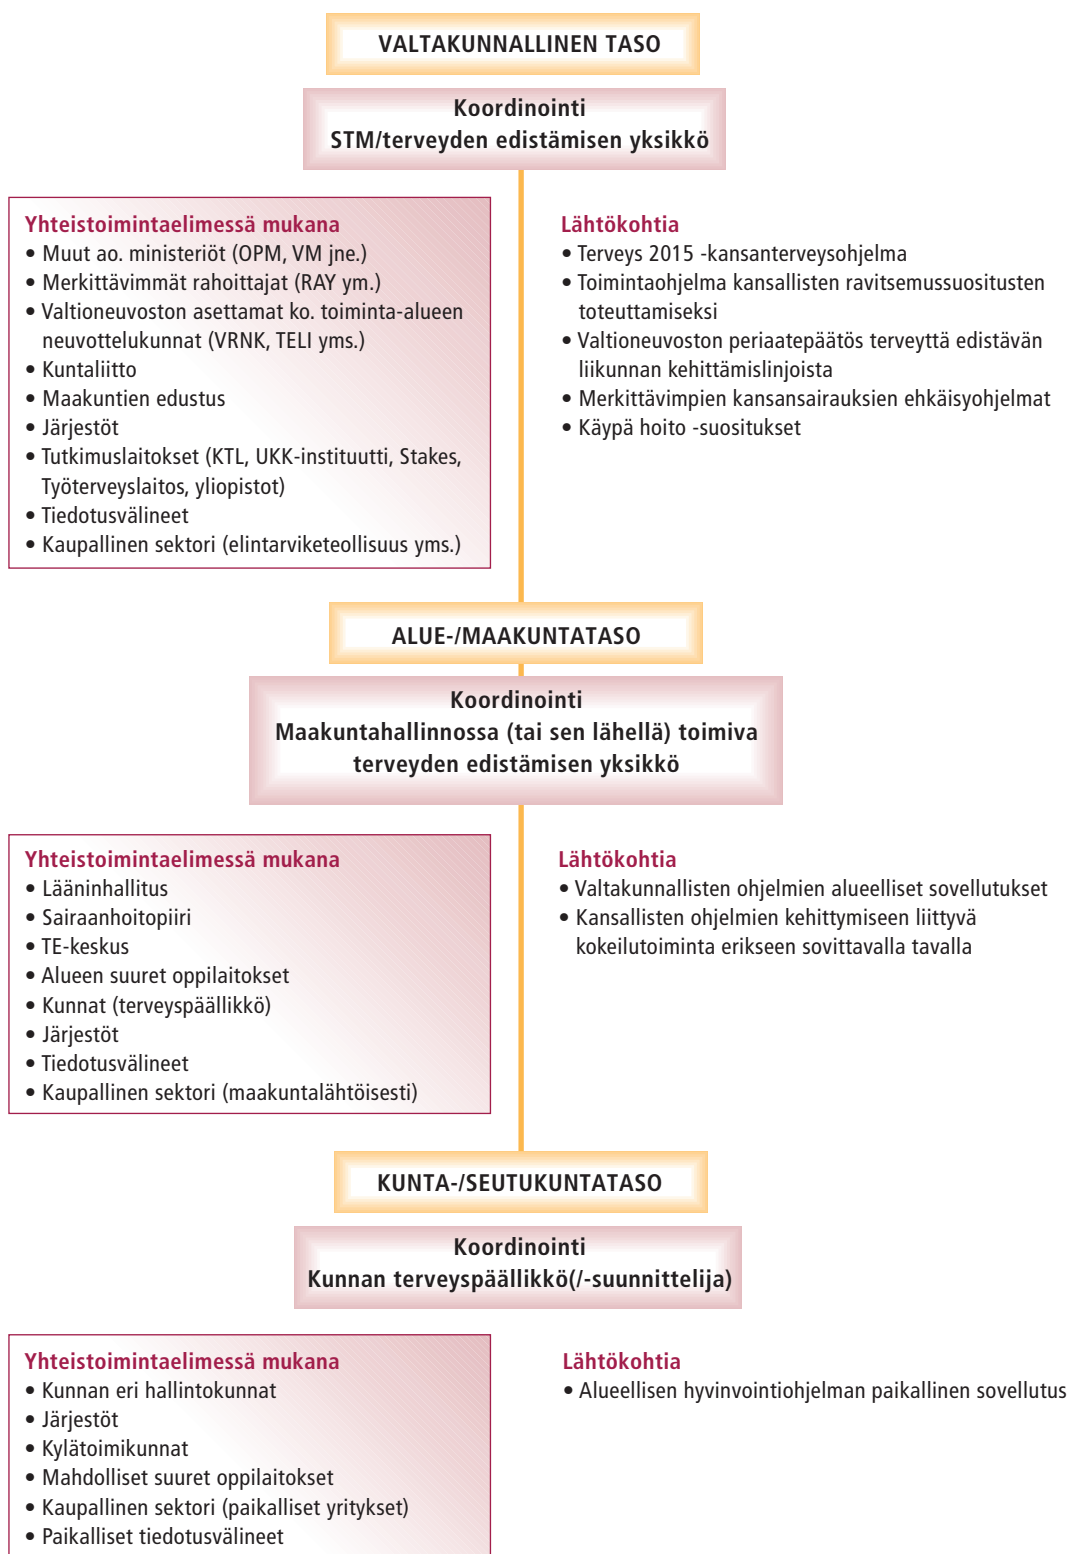 VALTAKUNNALLINEN TASO
Koordinointi
STM/terveyden edistämisen yksikkö
Yhteistoimintaelimessä mukana
• Muut ao. ministeriöt (OPM, VM jne.)
• Merkittävimmät rahoittajat (RAY ym.)
• Valtioneuvoston asettamat ko. toiminta-alueen
neuvottelukunnat (VRNK, TELI yms.)
• Kuntaliitto
• Maakuntien edustus
• Järjestöt
• Tutkimuslaitokset (KTL, UKK-instituutti, Stakes,
Työterveyslaitos, yliopistot)
• Tiedotusvälineet
• Kaupallinen sektori (elintarviketeollisuus yms.)
Lähtökohtia
• Terveys 2015 -kansanterveysohjelma
• Toimintaohjelma kansallisten ravitsemussuositusten
toteuttamiseksi
• Valtioneuvoston periaatepäätös terveyttä edistävän
liikunnan kehittämislinjoista
• Merkittävimpien kansansairauksien ehkäisyohjelmat
• Käypä hoito -suositukset
ALUE-/MAAKUNTATASO
Koordinointi
Maakuntahallinnossa (tai sen lähellä) toimiva
terveyden edistämisen yksikkö
Yhteistoimintaelimessä mukana
• Lääninhallitus
• Sairaanhoitopiiri
• TE-keskus
• Alueen suuret oppilaitokset
• Kunnat (terveyspäällikkö)
• Järjestöt
• Tiedotusvälineet
• Kaupallinen sektori (maakuntalähtöisesti)
Lähtökohtia
• Valtakunnallisten ohjelmien alueelliset sovellutukset
• Kansallisten ohjelmien kehittymiseen liittyvä
kokeilutoiminta erikseen sovittavalla tavalla
KUNTA-/SEUTUKUNTATASO
Koordinointi
Kunnan terveyspäällikkö(/-suunnittelija)
Yhteistoimintaelimessä mukana
• Kunnan eri hallintokunnat
• Järjestöt
• Kylätoimikunnat
• Mahdolliset suuret oppilaitokset
• Kaupallinen sektori (paikalliset yritykset)
• Paikalliset tiedotusvälineet
Lähtökohtia
• Alueellisen hyvinvointiohjelman paikallinen sovellutus